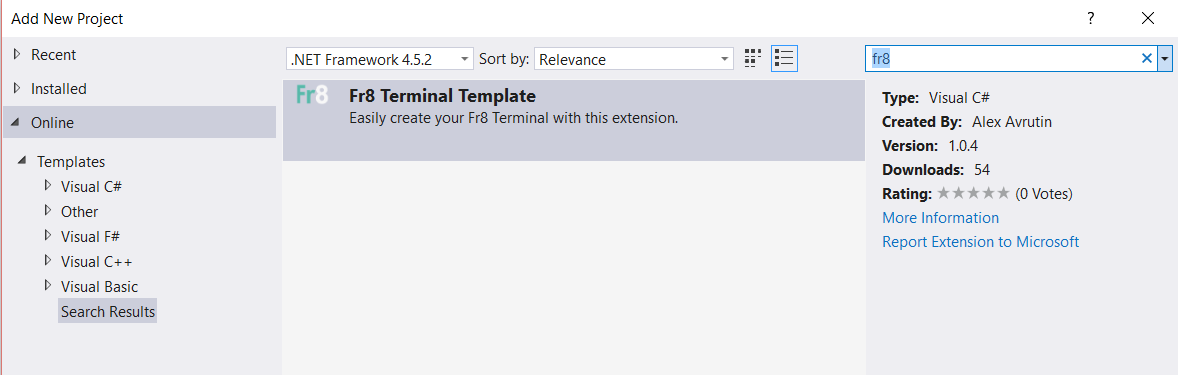 Add New Project
?
Recent
Installed
Online
Templates
Visual C#
Other
Visual F#
Visual C++
Visual Basic
Search Results
.NET Framework 4.5.2 Sort by: Relevance
Fr8 Fr8 Terminal Template
Easily create your Fr8 Terminal with this extension.
fr8
Type: Visual C#
Created By: Alex Avrutin
Version: 1.0.4
Downloads: 54
Rating: ★★★★★ (0 Votes)
More Information
Report Extension to Microsoft